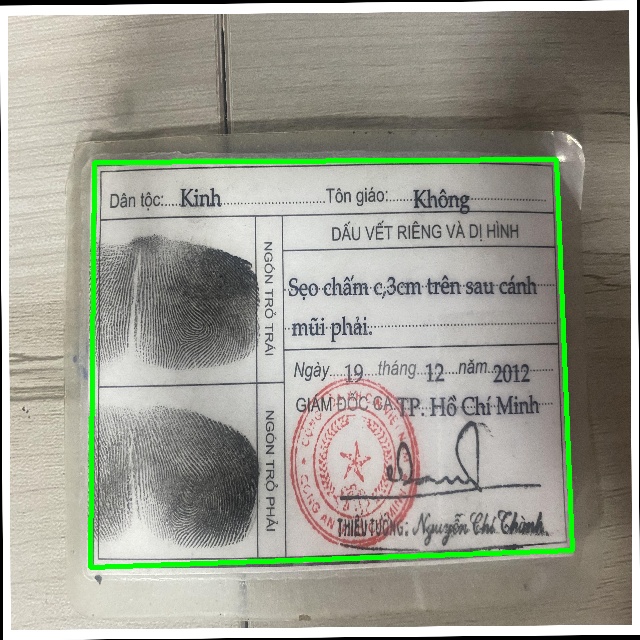 Dân tộc: Kinh Tôn giáo: Không
NGÓN TRỎ TRÁI
NGÓN TRỎ PHẢI
DẤU VẾT RIÊNG VÀ DỊ HÌNH
Sẹo chấm c,3cm trên sau cánh
mũi phải.
Ngày 19 tháng 12 năm 2012
GIÁM ĐỐC CA TP. Hồ Chí Minh
THIẾU TƯỚNG: Nguyễn Chí Thành